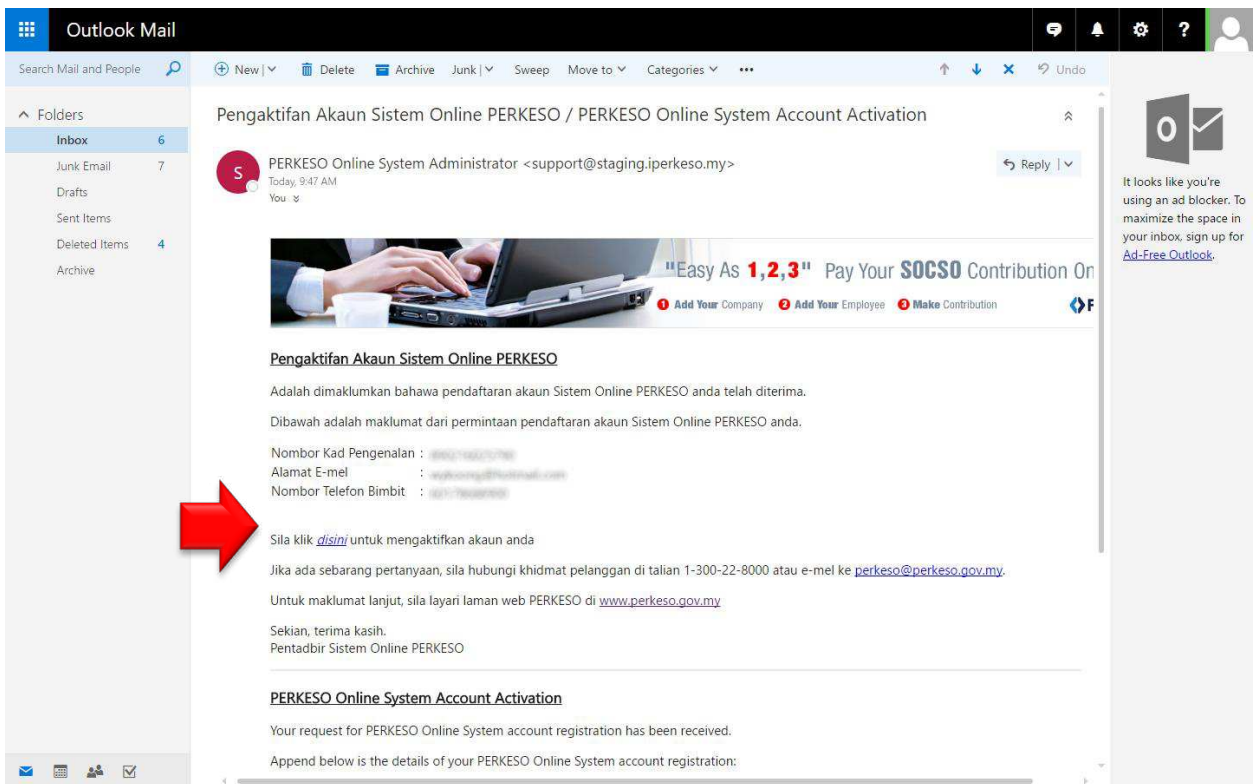 Outlook Mail
Search Mail and People
New
Delete
Archive
Junk
Sweep
Move to
Categories
Undo
Folders
Inbox 6
Junk Email 7
Drafts
Sent Items
Deleted Items 4
Archive
Pengaktifan Akaun Sistem Online PERKESO / PERKESO Online System Account Activation
S
PERKESO Online System Administrator <support@staging.iperkeso.my>
Today, 9:47 AM
You
Reply
"Easy As 1,2,3" Pay Your SOCSO Contribution On
1 Add Your Company 2 Add Your Employee 3 Make Contribution
Pengaktifan Akaun Sistem Online PERKESO
Adalah dimaklumkan bahawa pendaftaran akaun Sistem Online PERKESO anda telah diterima.
Dibawah adalah maklumat dari permintaan pendaftaran akaun Sistem Online PERKESO anda.
Nombor Kad Pengenalan :
Alamat E-mel :
Nombor Telefon Bimbit :
Sila klik disini untuk mengaktifkan akaun anda
Jika ada sebarang pertanyaan, sila hubungi khidmat pelanggan di talian 1-300-22-8000 atau e-mel ke perkeso@perkeso.gov.my.
Untuk maklumat lanjut, sila layari laman web PERKESO di www.perkeso.gov.my
Sekian, terima kasih.
Pentadbir Sistem Online PERKESO
PERKESO Online System Account Activation
Your request for PERKESO Online System account registration has been received.
Append below is the details of your PERKESO Online System account registration:
It looks like you're
using an ad blocker. To
maximize the space in
your inbox, sign up for
Ad-Free Outlook.